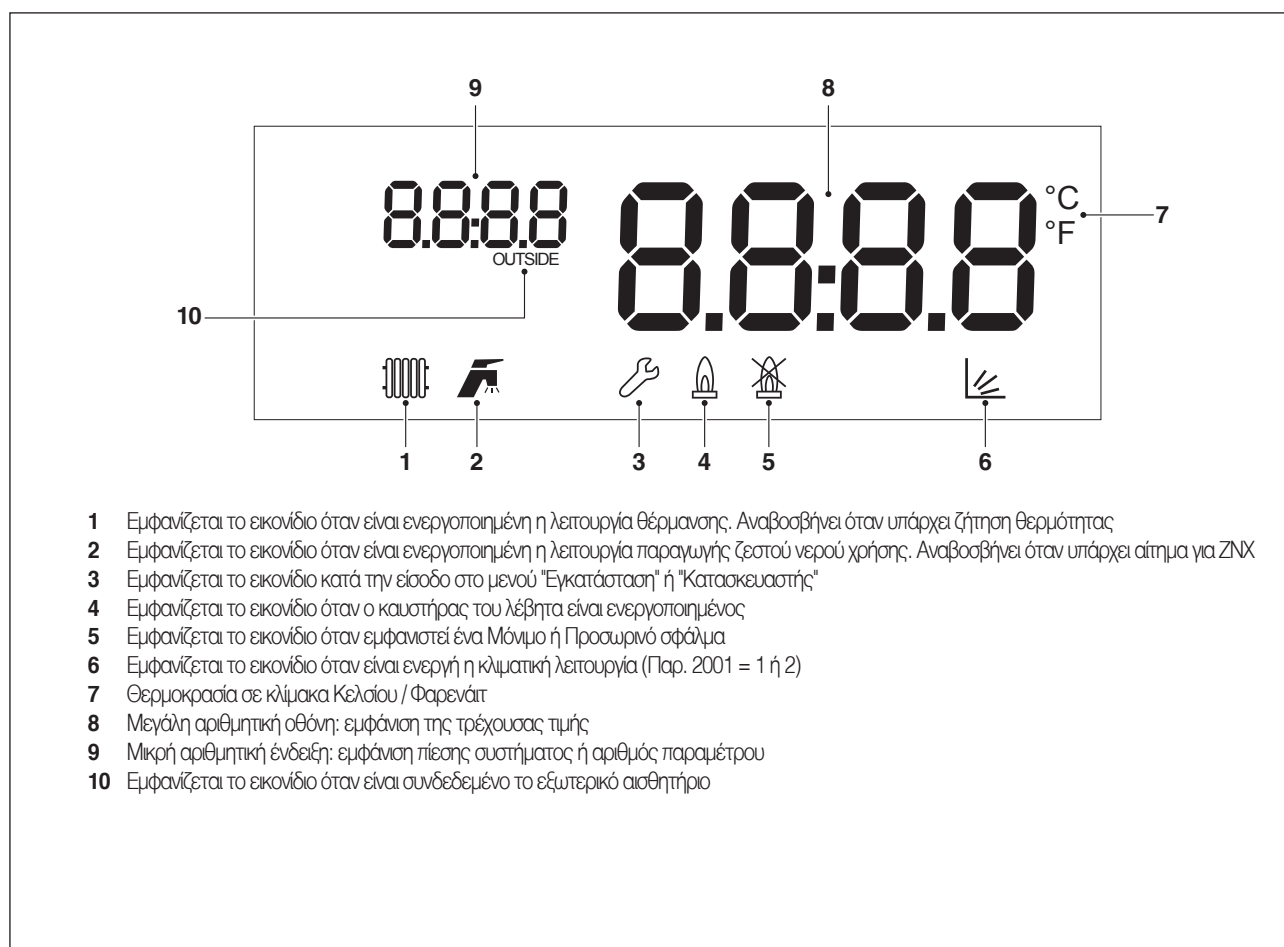 9 8
8.8:8.8 8.8:8.8 °C
°F 7
OUTSIDE
10
1 2 3 4 5 6
1 Εμφανίζεται το εικονίδιο όταν είναι ενεργοποιημένη η λειτουργία θέρμανσης. Αναβοσβήνει όταν υπάρχει ζήτηση θερμότητας
2 Εμφανίζεται το εικονίδιο όταν είναι ενεργοποιημένη η λειτουργία παραγωγής ζεστού νερού χρήσης. Αναβοσβήνει όταν υπάρχει αίτημα για ΖΝΧ
3 Εμφανίζεται το εικονίδιο κατά την είσοδο στο μενού "Εγκατάσταση" ή "Κατασκευαστής"
4 Εμφανίζεται το εικονίδιο όταν ο καυστήρας του λέβητα είναι ενεργοποιημένος
5 Εμφανίζεται το εικονίδιο όταν εμφανιστεί ένα Μόνιμο ή Προσωρινό σφάλμα
6 Εμφανίζεται το εικονίδιο όταν είναι ενεργή η κλιματική λειτουργία (Παρ. 2001 = 1 ή 2)
7 Θερμοκρασία σε κλίμακα Κελσίου / Φαρενάιτ
8 Μεγάλη αριθμητική οθόνη: εμφάνιση της τρέχουσας τιμής
9 Μικρή αριθμητική ένδειξη: εμφάνιση πίεσης συστήματος ή αριθμός παραμέτρου
10 Εμφανίζεται το εικονίδιο όταν είναι συνδεδεμένο το εξωτερικό αισθητήριο